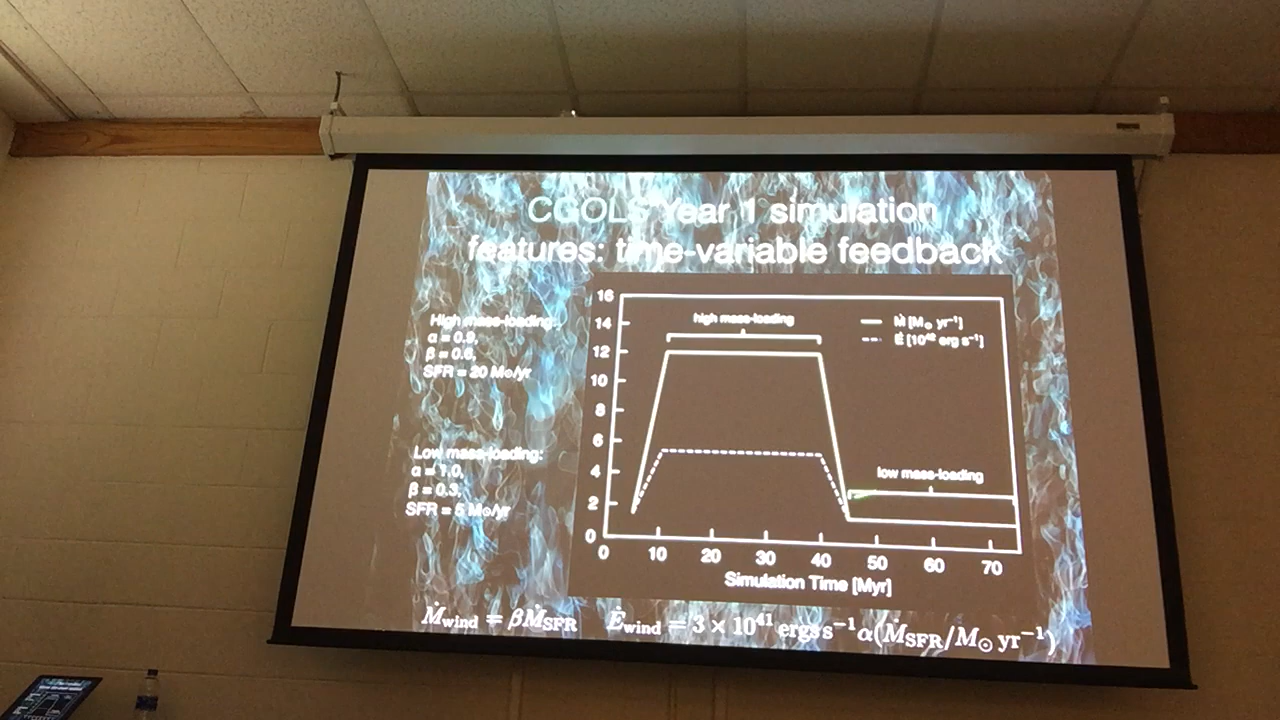 CGOLS Year 1 simulation
features: time-variable feedback
High mass-loading:
α = 0.9,
β = 0.6,
SFR = 20 M⊙/yr
Low mass-loading:
α = 1.0,
β = 0.3,
SFR = 5 M⊙/yr
16
14
12
10
8
6
4
2
0
high mass-loading
Ṁ [M⊙ yr⁻¹]
Ė [10⁴² erg s⁻¹]
low mass-loading
0 10 20 30 40 50 60 70
Simulation Time [Myr]
Ṁwind = βṀSFR Ėwind = 3 × 10⁴¹ ergs s⁻¹ α(ṀSFR/M⊙ yr⁻¹)